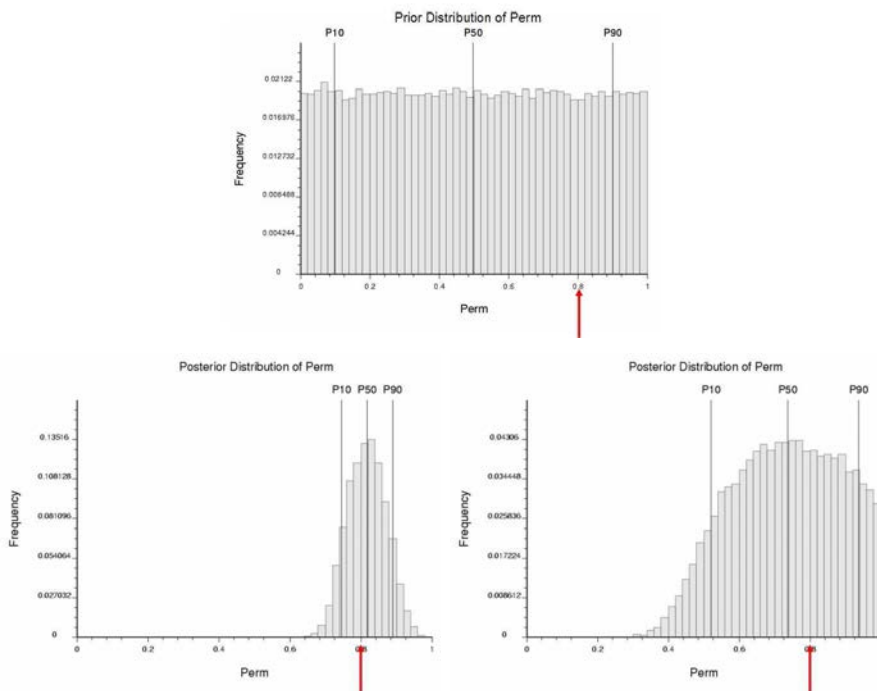 Prior Distribution of Perm
P10 P50 P90
0.02122
0.016976
0.012732
0.008488
0.004244
0
Frequency
0 0.2 0.4 0.6 0.8 1
Perm
Posterior Distribution of Perm
P10 P50 P90
0.13516
0.108128
0.081096
0.054064
0.027032
0
Frequency
0 0.2 0.4 0.6 0.8 1
Perm
Posterior Distribution of Perm
P10 P50 P90
0.04306
0.034448
0.025836
0.017224
0.008612
0
Frequency
0 0.2 0.4 0.6 0.8
Perm